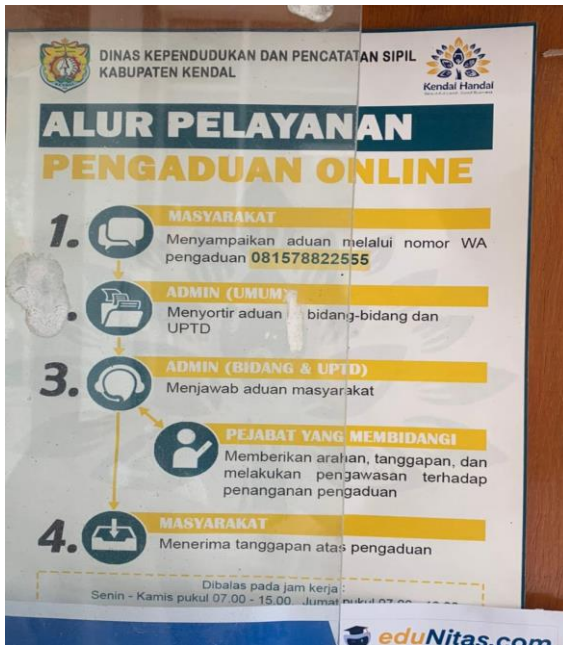 DINAS KEPENDUDUKAN DAN PENCATATAN SIPIL
KABUPATEN KENDAL
Kendal Handal
ALUR PELAYANAN
PENGADUAN ONLINE
1.
MASYARAKAT
Menyampaikan aduan melalui nomor WA
pengaduan 081578822555
ADMIN (UMUM)
Menyortir aduan bidang-bidang dan
UPTD
3.
ADMIN (BIDANG & UPTD)
Menjawab aduan masyarakat
PEJABAT YANG MEMBIDANGI
Memberikan arahan, tanggapan, dan
melakukan pengawasan terhadap
penanganan pengaduan
4.
MASYARAKAT
Menerima tanggapan atas pengaduan
Dibalas pada jam kerja :
Senin - Kamis pukul 07.00 - 15.00 Jumat pukul
eduNitas.com